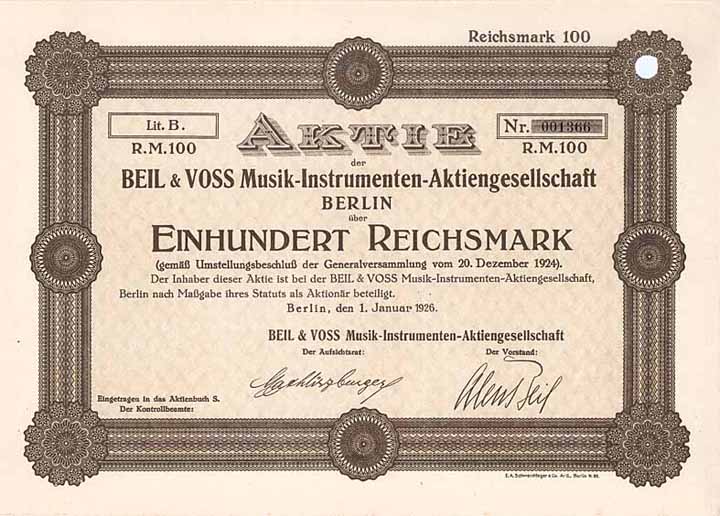 Reichsmark 100
Lit. B.
AKTIE
Nr. 001366
R.M.100
R.M.100
der
BEIL & VOSS Musik-Instrumenten-Aktiengesellschaft
BERLIN
über
EINHUNDERT REICHSMARK
(gemäß Umstellungsbeschluß der Generalversammlung vom 20. Dezember 1924).
Der Inhaber dieser Aktie ist bei der BEIL & VOSS Musik-Instrumenten-Aktiengesellschaft,
Berlin nach Maßgabe ihres Statuts als Aktionär beteiligt.
Berlin, den 1. Januar 1926.
BEIL & VOSS Musik-Instrumenten-Aktiengesellschaft
Der Aufsichtsrat:
Der Vorstand:
Eingetragen in das Aktienbuch S.
Der Kontrollbeamte: